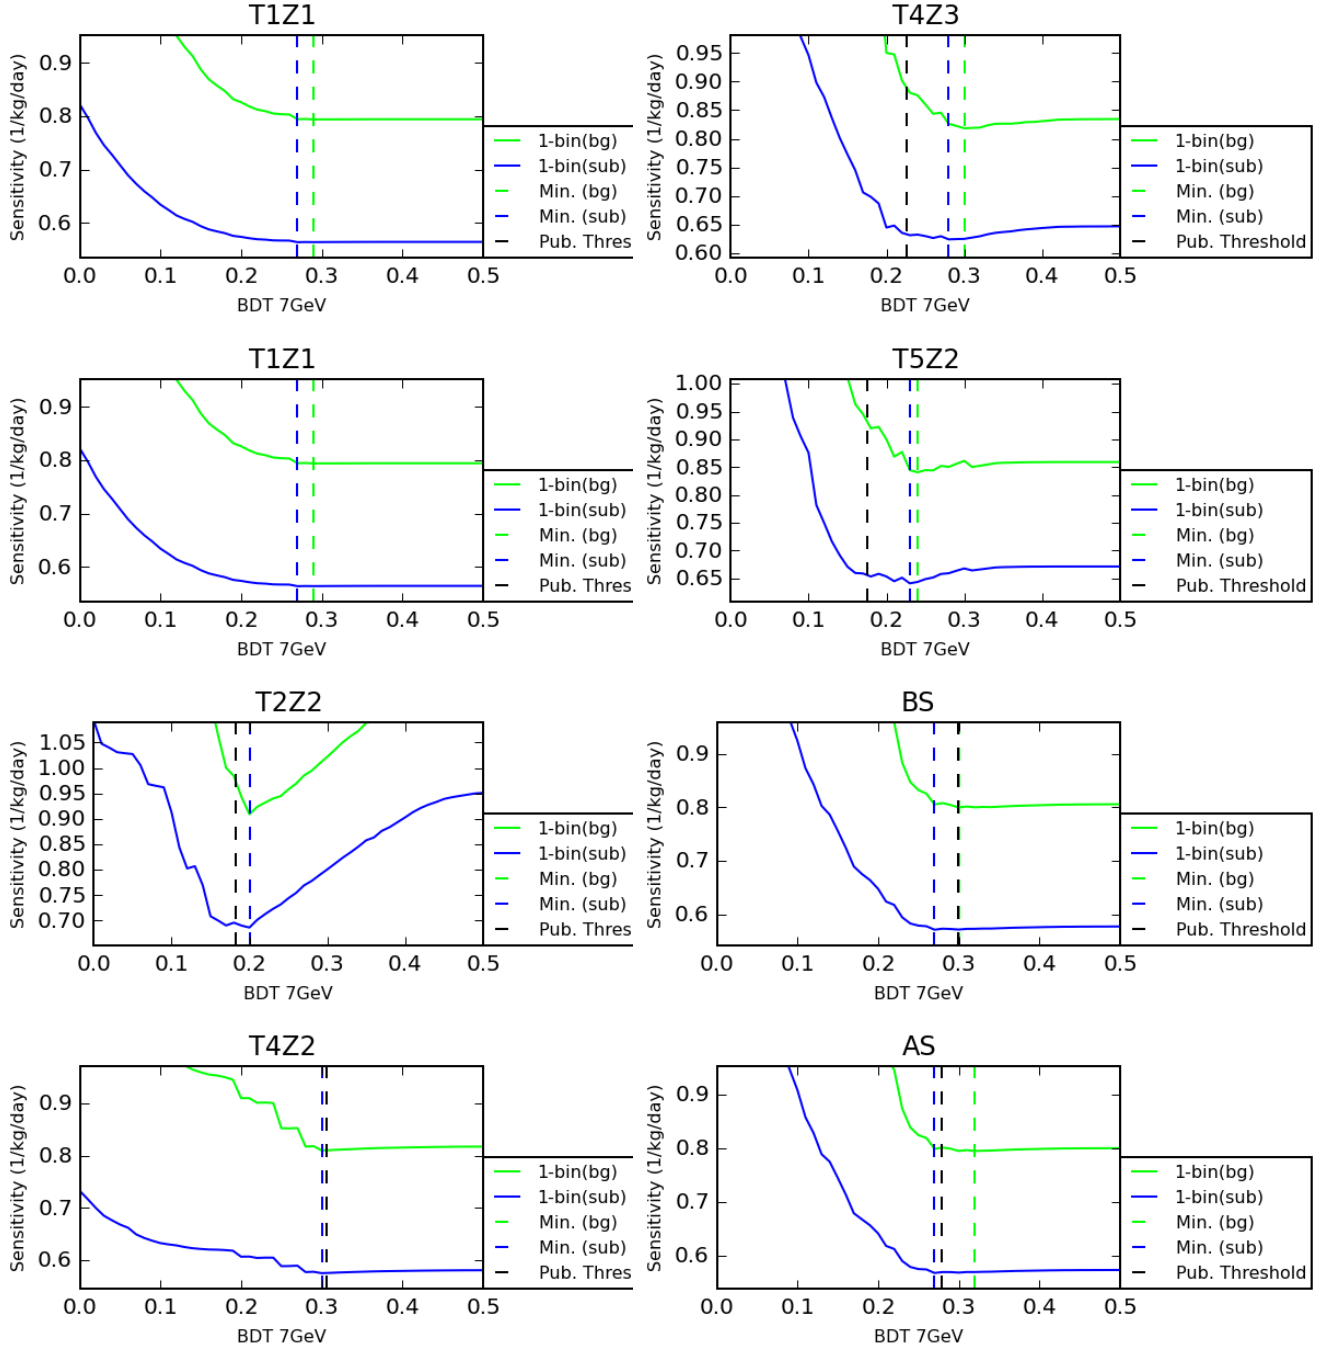 T1Z1
Sensitivity (1/kg/day)
0.9
0.8
0.7
0.6
0.0 0.1 0.2 0.3 0.4 0.5
BDT 7GeV
1-bin(bg)
1-bin(sub)
Min. (bg)
Min. (sub)
Pub. Thres
T4Z3
Sensitivity (1/kg/day)
0.95
0.90
0.85
0.80
0.75
0.70
0.65
0.60
0.0 0.1 0.2 0.3 0.4 0.5
BDT 7GeV
1-bin(bg)
1-bin(sub)
Min. (bg)
Min. (sub)
Pub. Threshold
T1Z1
Sensitivity (1/kg/day)
0.9
0.8
0.7
0.6
0.0 0.1 0.2 0.3 0.4 0.5
BDT 7GeV
1-bin(bg)
1-bin(sub)
Min. (bg)
Min. (sub)
Pub. Thres
T5Z2
Sensitivity (1/kg/day)
1.00
0.95
0.90
0.85
0.80
0.75
0.70
0.65
0.0 0.1 0.2 0.3 0.4 0.5
BDT 7GeV
1-bin(bg)
1-bin(sub)
Min. (bg)
Min. (sub)
Pub. Threshold
T2Z2
Sensitivity (1/kg/day)
1.05
1.00
0.95
0.90
0.85
0.80
0.75
0.70
0.0 0.1 0.2 0.3 0.4 0.5
BDT 7GeV
1-bin(bg)
1-bin(sub)
Min. (bg)
Min. (sub)
Pub. Thres
BS
Sensitivity (1/kg/day)
0.9
0.8
0.7
0.6
0.0 0.1 0.2 0.3 0.4 0.5
BDT 7GeV
1-bin(bg)
1-bin(sub)
Min. (bg)
Min. (sub)
Pub. Threshold
T4Z2
Sensitivity (1/kg/day)
0.9
0.8
0.7
0.6
0.0 0.1 0.2 0.3 0.4 0.5
BDT 7GeV
1-bin(bg)
1-bin(sub)
Min. (bg)
Min. (sub)
Pub. Thres
AS
Sensitivity (1/kg/day)
0.9
0.8
0.7
0.6
0.0 0.1 0.2 0.3 0.4 0.5
BDT 7GeV
1-bin(bg)
1-bin(sub)
Min. (bg)
Min. (sub)
Pub. Threshold